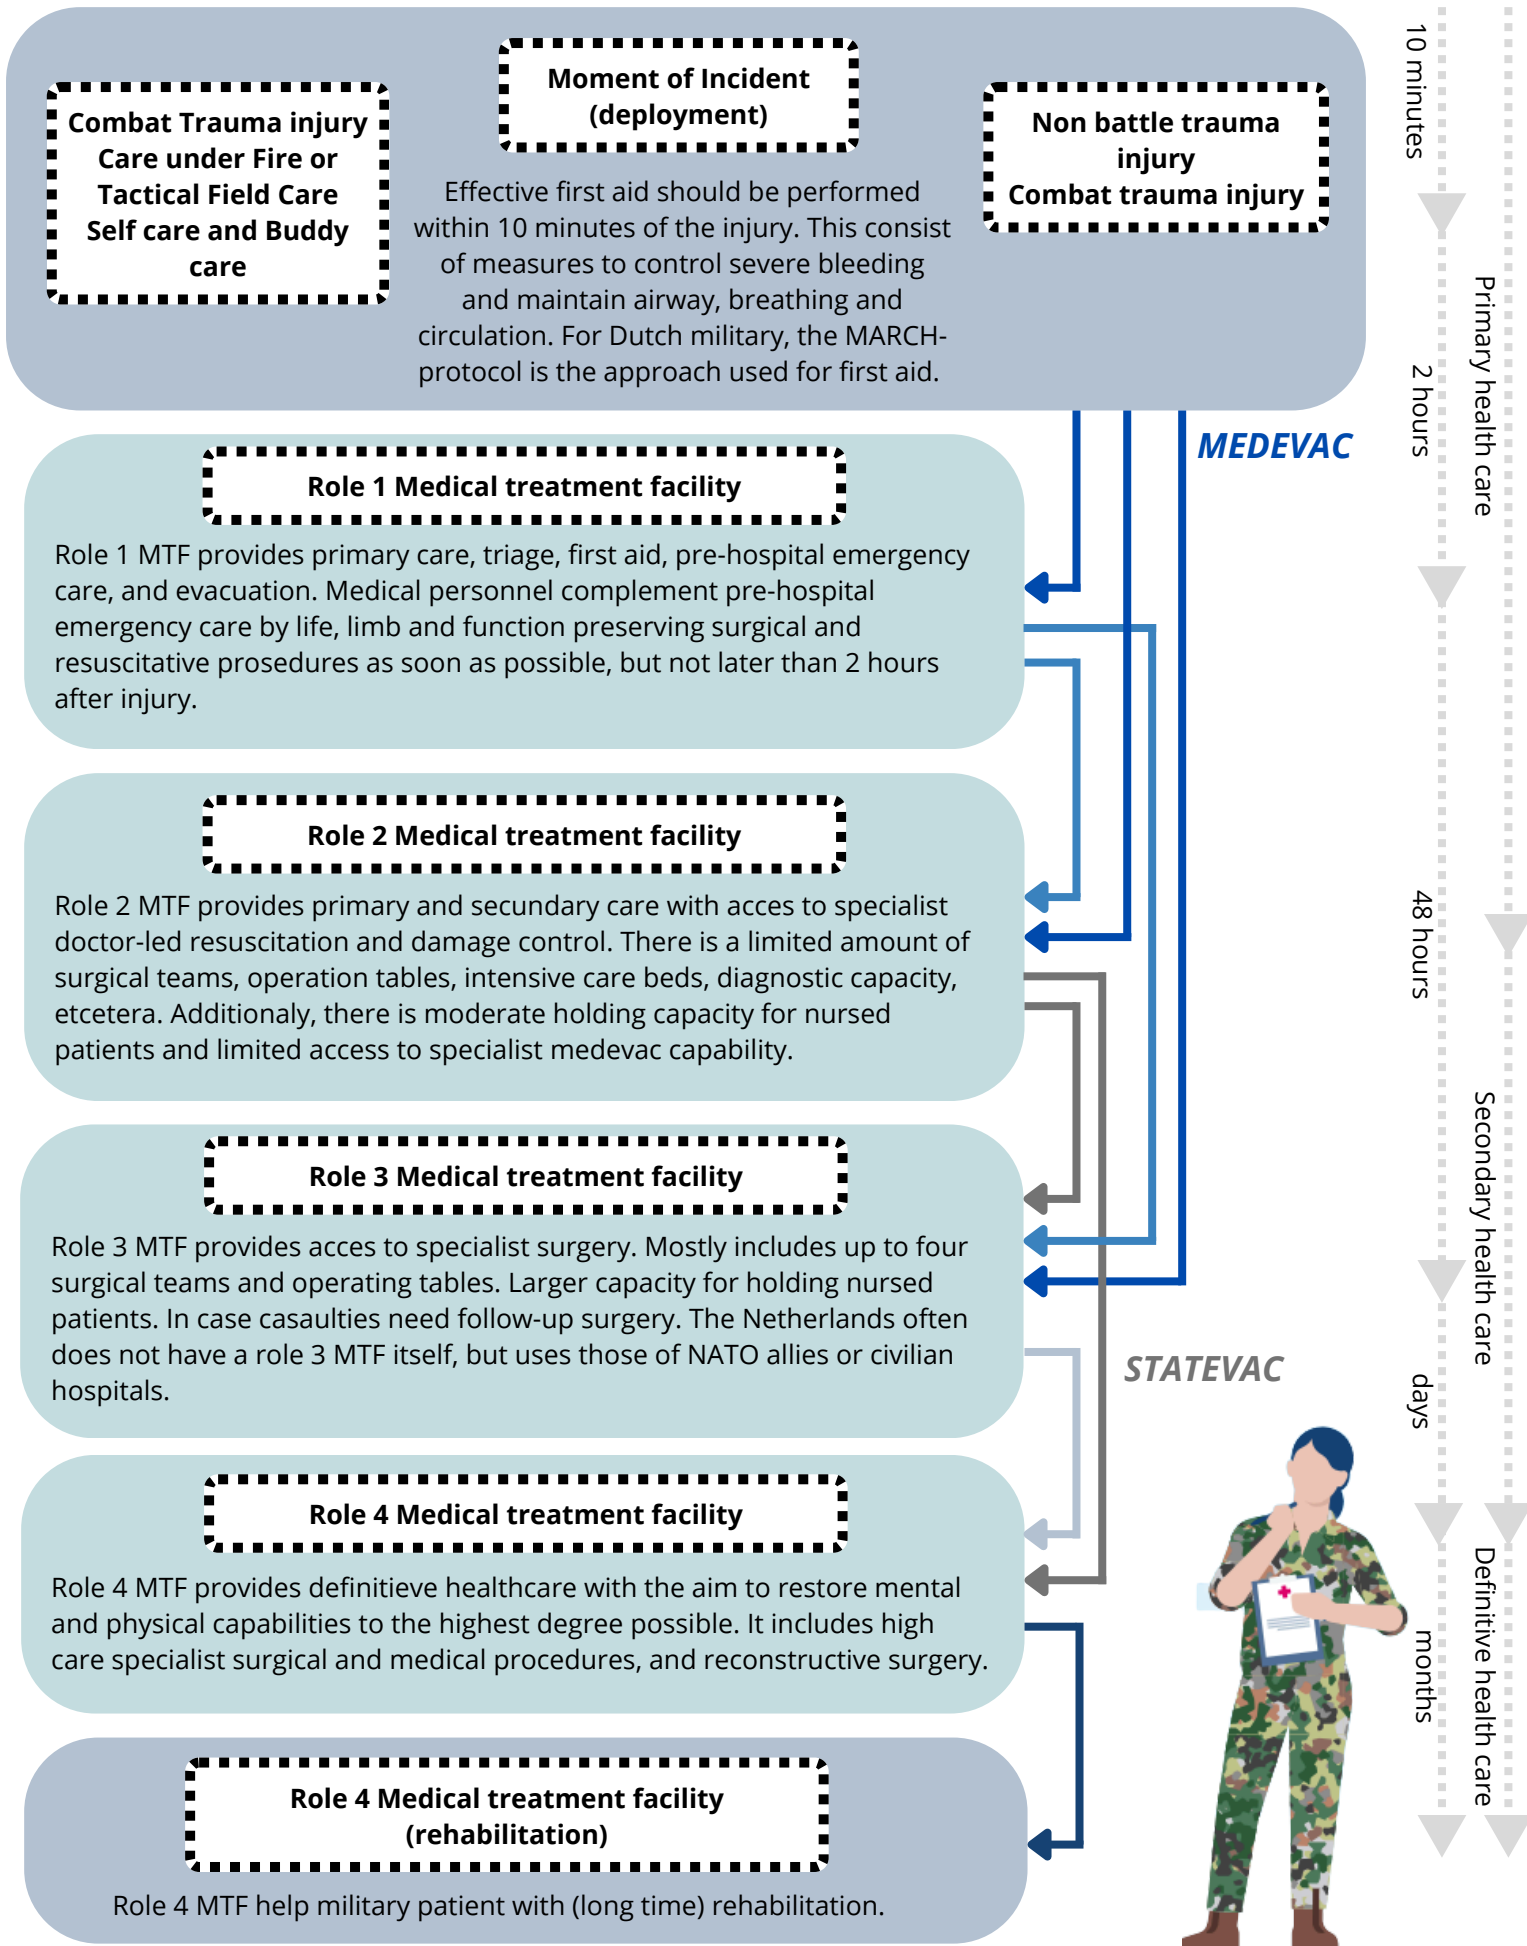 Combat Trauma injury
Care under Fire or
Tactical Field Care
Self care and Buddy
care
Moment of Incident
(deployment)
Effective first aid should be performed
within 10 minutes of the injury. This consist
of measures to control severe bleeding
and maintain airway, breathing and
circulation. For Dutch military, the MARCH-
protocol is the approach used for first aid.
Non battle trauma
injury
Combat trauma injury
MEDEVAC
Role 1 Medical treatment facility
Role 1 MTF provides primary care, triage, first aid, pre-hospital emergency
care, and evacuation. Medical personnel complement pre-hospital
emergency care by life, limb and function preserving surgical and
resuscitative prosedures as soon as possible, but not later than 2 hours
after injury.
Role 2 Medical treatment facility
Role 2 MTF provides primary and secundary care with acces to specialist
doctor-led resuscitation and damage control. There is a limited amount of
surgical teams, operation tables, intensive care beds, diagnostic capacity,
etcetera. Additionaly, there is moderate holding capacity for nursed
patients and limited access to specialist medevac capability.
Role 3 Medical treatment facility
Role 3 MTF provides acces to specialist surgery. Mostly includes up to four
surgical teams and operating tables. Larger capacity for holding nursed
patients. In case casaulties need follow-up surgery. The Netherlands often
does not have a role 3 MTF itself, but uses those of NATO allies or civilian
hospitals.
STATEVAC
Role 4 Medical treatment facility
Role 4 MTF provides definitieve healthcare with the aim to restore mental
and physical capabilities to the highest degree possible. It includes high
care specialist surgical and medical procedures, and reconstructive surgery.
Role 4 Medical treatment facility
(rehabilitation)
Role 4 MTF help military patient with (long time) rehabilitation.
10 minutes
2 hours
48 hours
days
months
Primary health care
Secondary health care
Definitive health care